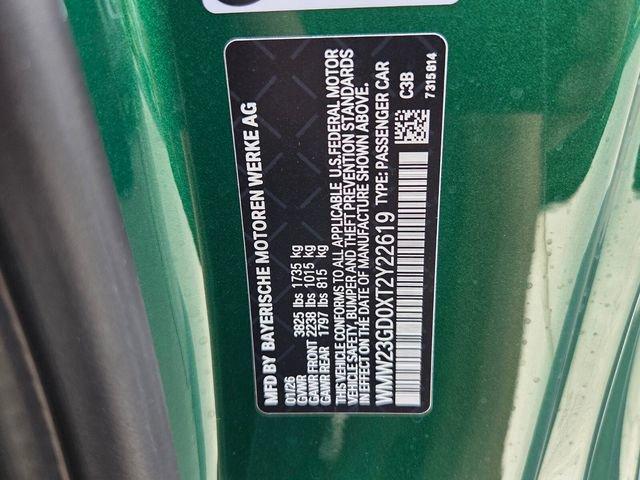 MFD BY BAYERISCHE MOTOREN WERKE AG
01/26
GVWR 3825 lbs 1735 kg
GAWR FRONT 2238 lbs 1015 kg
GAWR REAR 1797 lbs 815 kg
THIS VEHICLE CONFORMS TO ALL APPLICABLE U.S.FEDERAL MOTOR
VEHICLE SAFETY, BUMPER AND THEFT PREVENTION STANDARDS
IN EFFECT ON THE DATE OF MANUFACTURE SHOWN ABOVE.
WMW23GD0XT2Y22619 TYPE: PASSENGER CAR
C3B
7315814